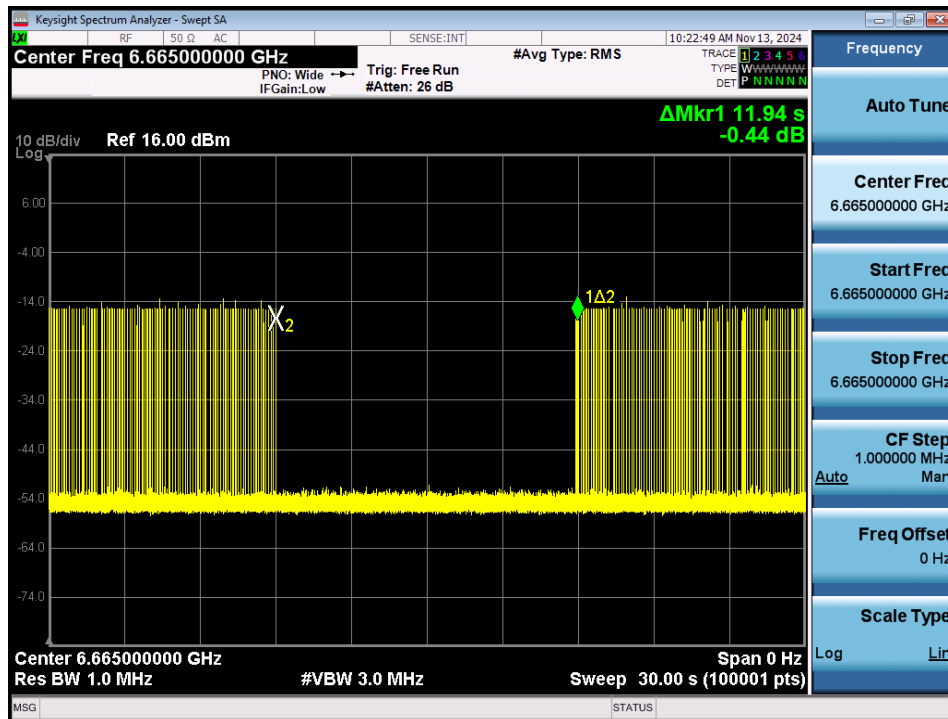 Keysight Spectrum Analyzer - Swept SA
LXI RF 50 Ω AC SENSE:INT 10:22:49 AM Nov 13, 2024
Center Freq 6.665000000 GHz
PNO: Wide
IFGain:Low
Trig: Free Run
#Atten: 26 dB
#Avg Type: RMS
TRACE 1 2 3 4 5 6
TYPE WWWWWW
DET P N N N N N
ΔMkr1 11.94 s
-0.44 dB
10 dB/div
Log
Ref 16.00 dBm
6.00
-4.00
-14.0
-24.0
-34.0
-44.0
-54.0
-64.0
-74.0
X2
1Δ2
Center 6.665000000 GHz
Span 0 Hz
Res BW 1.0 MHz
#VBW 3.0 MHz
Sweep 30.00 s (100001 pts)
MSG
STATUS
Frequency
Auto Tune
Center Freq
6.665000000 GHz
Start Freq
6.665000000 GHz
Stop Freq
6.665000000 GHz
CF Step
1.000000 MHz
Auto Man
Freq Offset
0 Hz
Scale Type
Log Lin